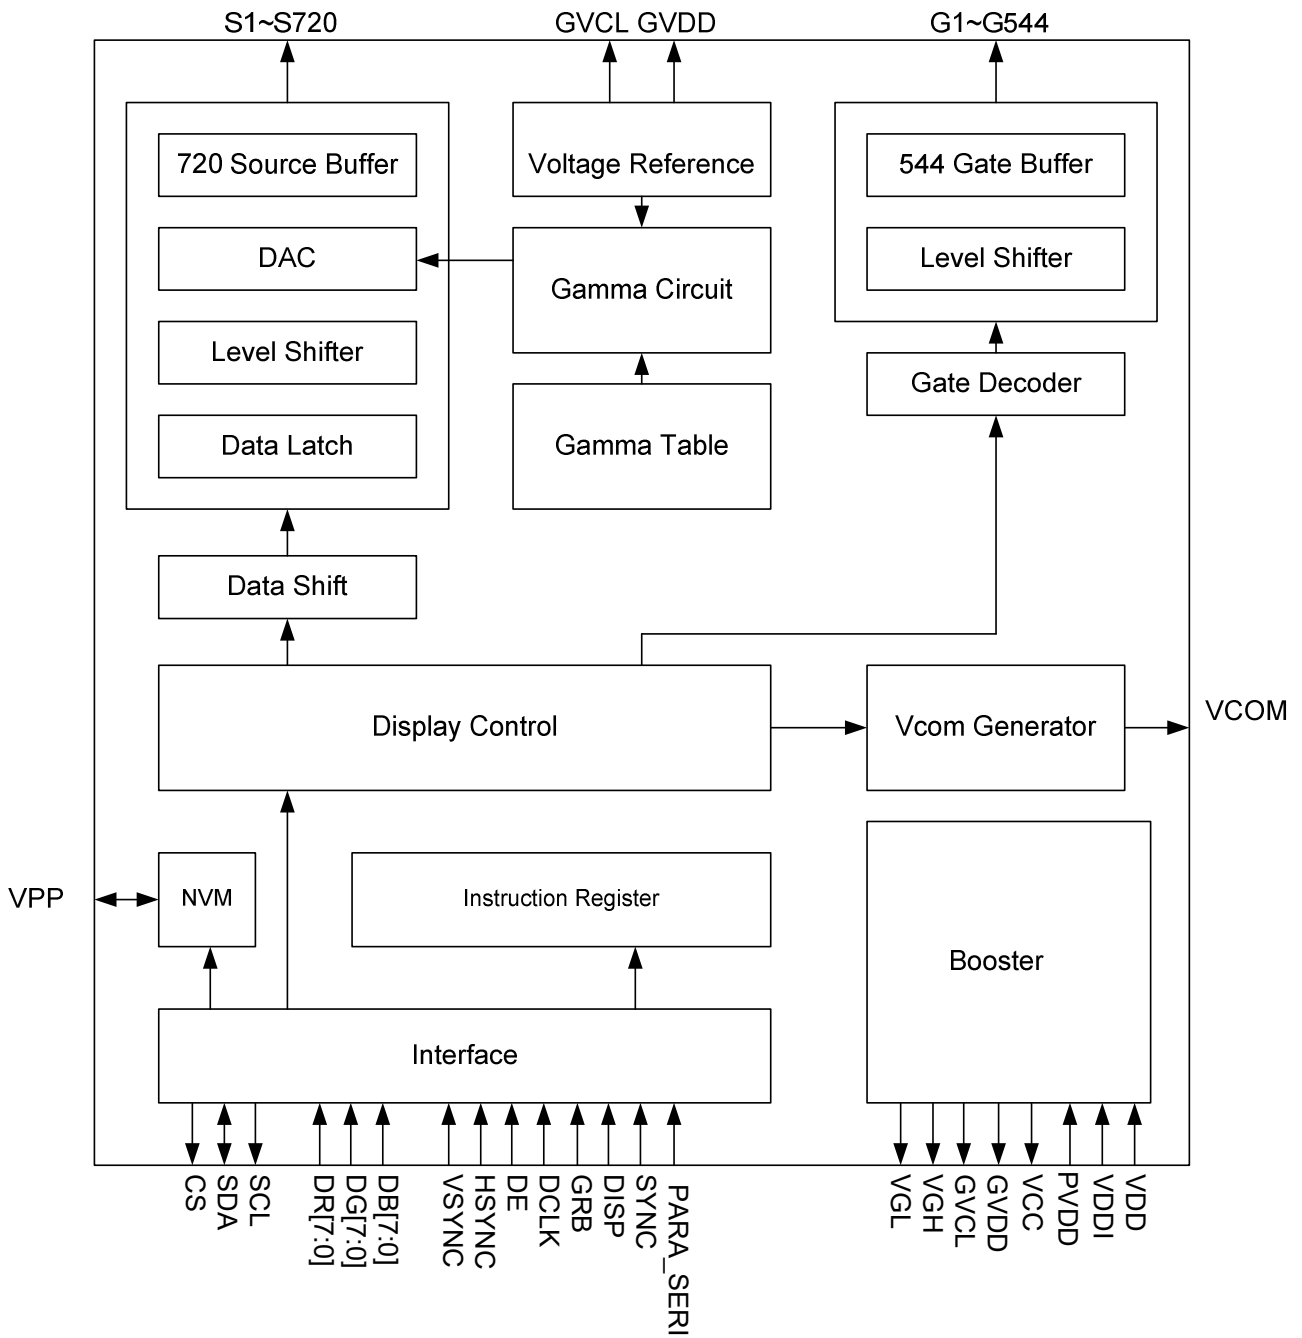 S1~S720
GVCL GVDD
G1~G544
720 Source Buffer
Voltage Reference
544 Gate Buffer
DAC
Gamma Circuit
Level Shifter
Level Shifter
Gate Decoder
Data Latch
Gamma Table
Data Shift
Display Control
Vcom Generator
VCOM
VPP
NVM
Instruction Register
Booster
Interface
CS
SDA
SCL
DR[7:0]
DG[7:0]
DB[7:0]
VSYNC
HSYNC
DE
DCLK
GRB
DISP
SYNC
PARA_SERI
VGL
VGH
GVCL
GVDD
VCC
PVDD
VDDI
VDD